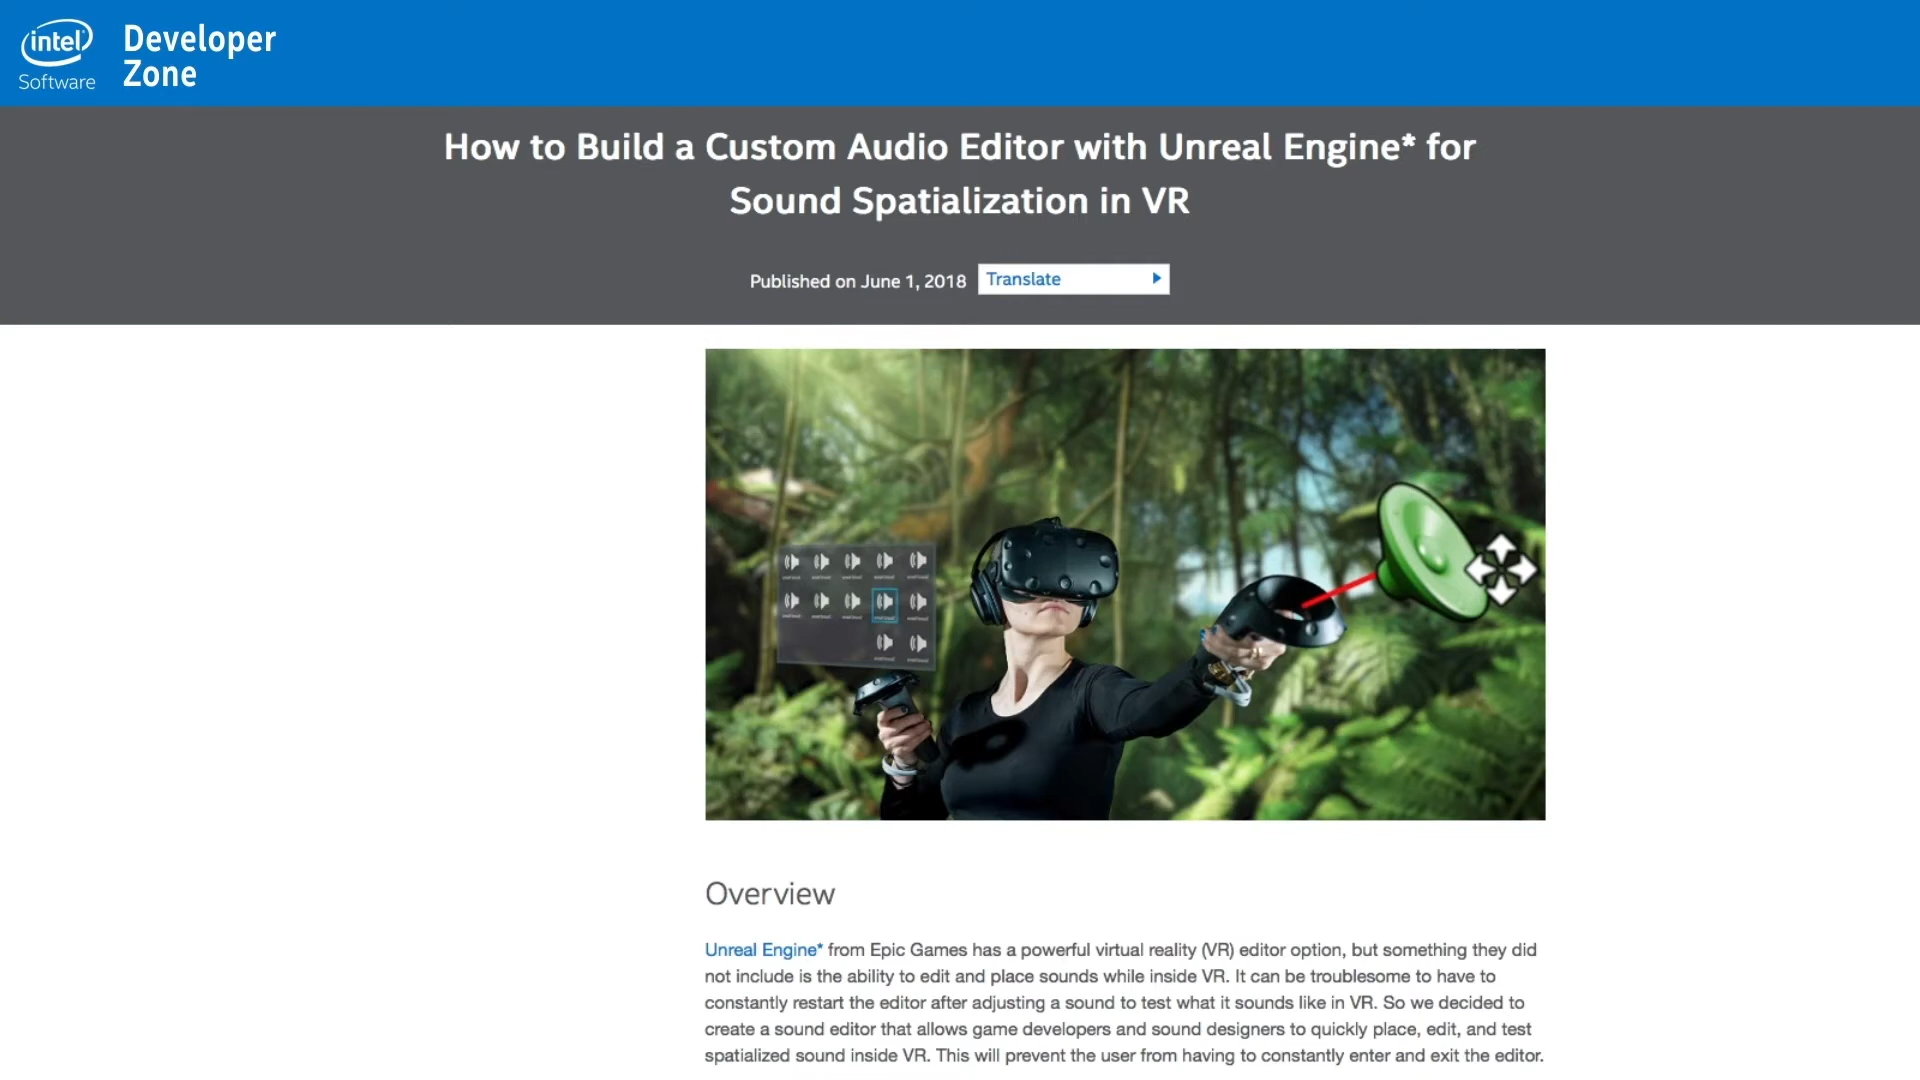 intel
Software
Developer
Zone
How to Build a Custom Audio Editor with Unreal Engine* for
Sound Spatialization in VR
Published on June 1, 2018
Translate
Overview
Unreal Engine* from Epic Games has a powerful virtual reality (VR) editor option, but something they did
not include is the ability to edit and place sounds while inside VR. It can be troublesome to have to
constantly restart the editor after adjusting a sound to test what it sounds like in VR. So we decided to
create a sound editor that allows game developers and sound designers to quickly place, edit, and test
spatialized sound inside VR. This will prevent the user from having to constantly enter and exit the editor.